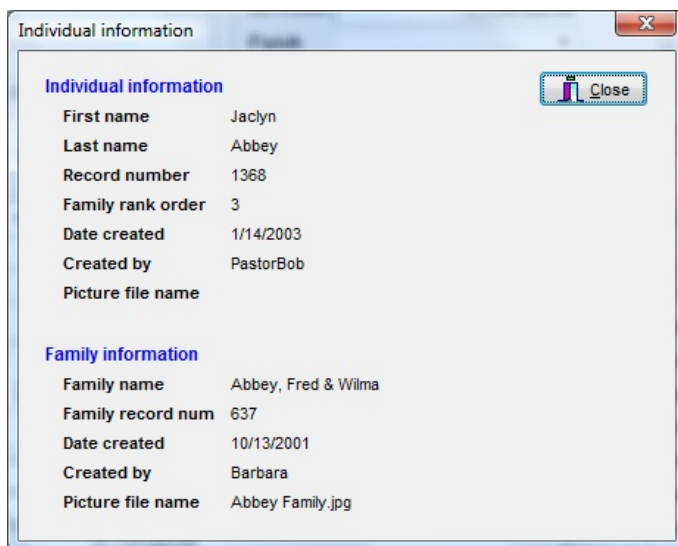 Individual information
Individual information
Close
First name Jaclyn
Last name Abbey
Record number 1368
Family rank order 3
Date created 1/14/2003
Created by PastorBob
Picture file name
Family information
Family name Abbey, Fred & Wilma
Family record num 637
Date created 10/13/2001
Created by Barbara
Picture file name Abbey Family.jpg